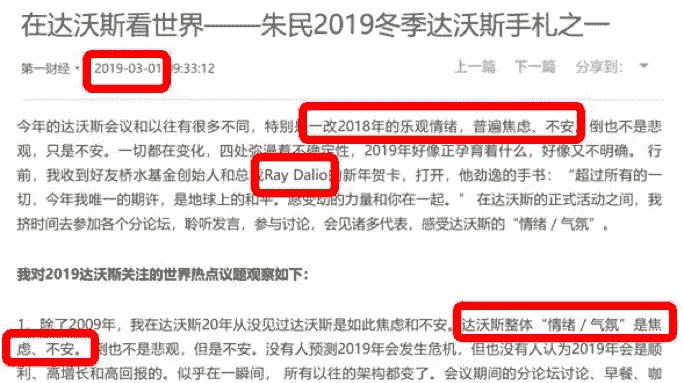 在达沃斯看世界——朱民2019冬季达沃斯手札之一
第一财经 · 2019-03-01 09:33:12 上一篇 下一篇 分享到:
今年的达沃斯会议和以往有很多不同，特别是一改2018年的乐观情绪，普遍焦虑、不安。倒也不是悲
观，只是不安。一切都在变化，四处弥漫着不确定性，2019年好像正孕育着什么，好像又不明确。 行
前，我收到好友桥水基金创始人和总裁Ray Dalio的新年贺卡，打开，他劲逸的手书：“超过所有的一
切，今年我唯一的期许，是地球上的和平。愿变动的力量和你在一起。” 在达沃斯的正式活动之间，我
挤时间去参加各个分论坛，聆听发言，参与讨论，会见诸多代表，感受达沃斯的“情绪 / 气氛”。
我对2019达沃斯关注的世界热点议题观察如下：
1、除了2009年，我在达沃斯20年从没见过达沃斯是如此焦虑和不安。达沃斯整体“情绪 / 气氛”是焦
虑、不安。倒也不是悲观，但是不安。没有人预测2019年会发生危机，但也没有人认为2019年会是顺
利、高增长和高回报的。似乎在一瞬间， 所有以往的架构都变了。会议期间的分论坛讨论、早餐、咖